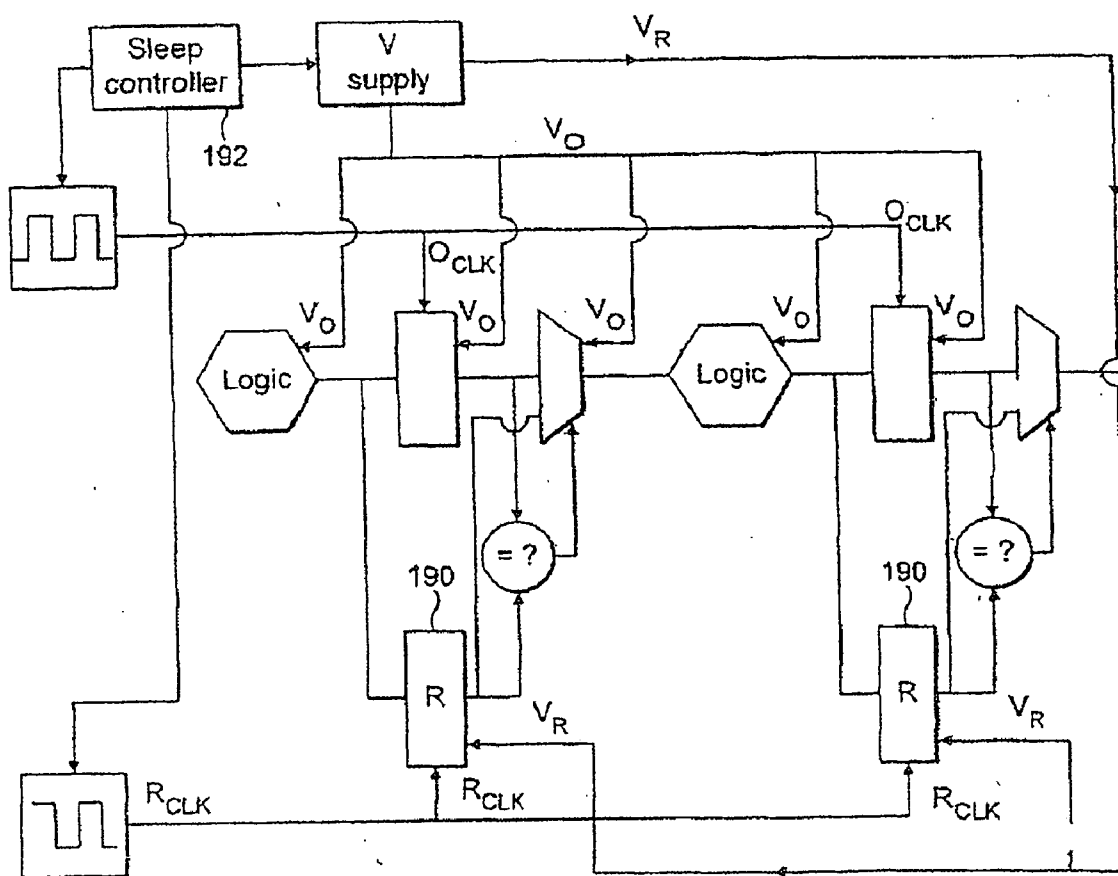 Sleep
controller
192
V
supply
V_R
V_O
O_CLK
O_CLK
V_O
V_O
V_O
V_O
V_O
Logic
Logic
= ?
= ?
190
190
R
R
V_R
V_R
R_CLK
R_CLK
R_CLK
1